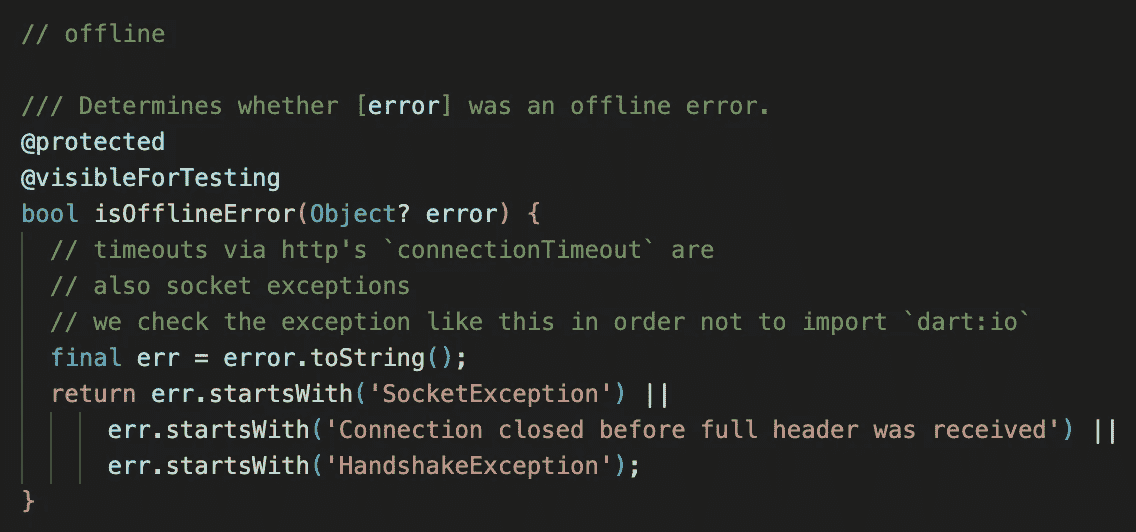 // offline
/// Determines whether [error] was an offline error.
@protected
@visibleForTesting
bool isOfflineError(Object? error) {
// timeouts via http's `connectionTimeout` are
// also socket exceptions
// we check the exception like this in order not to import `dart:io`
final err = error.toString();
return err.startsWith('SocketException') ||
err.startsWith('Connection closed before full header was received') ||
err.startsWith('HandshakeException');
}